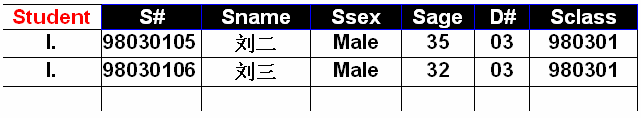 Student S# Sname Ssex Sage D# Sclass
I. 98030105 刘二 Male 35 03 980301
I. 98030106 刘三 Male 32 03 980301